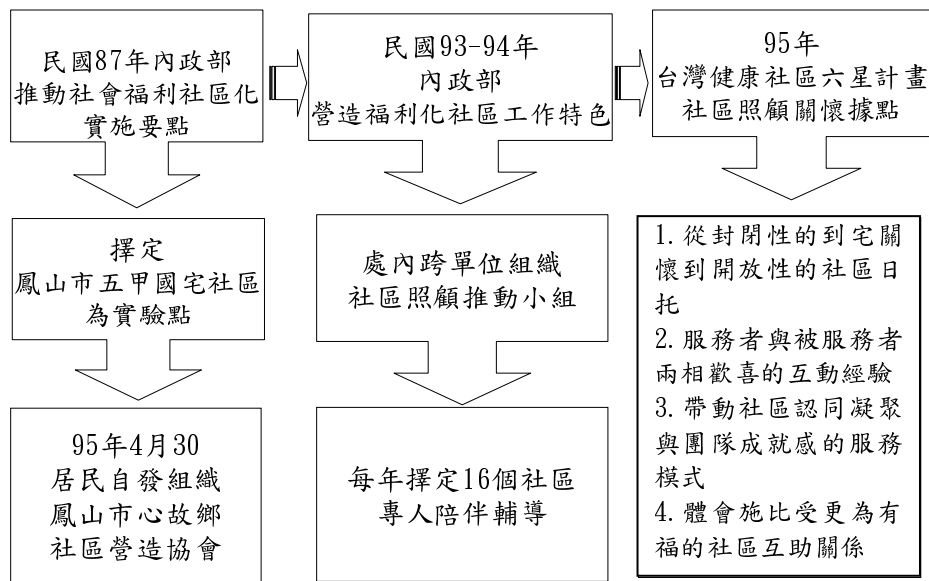 民國87年內政部
推動社會福利社區化
實施要點
民國93-94年
內政部
營造福利化社區工作特色
95年
台灣健康社區六星計畫
社區照顧關懷據點
擇定
鳳山市五甲國宅社區
為實驗點
處內跨單位組織
社區照顧推動小組
1.從封閉性的到宅關
懷到開放性的社區日
托
2.服務者與被服務者
兩相歡喜的互動經驗
3.帶動社區認同凝聚
與團隊成就感的服務
模式
4.體會施比受更為有
福的社區互助關係
95年4月30
居民自發組織
鳳山市心故鄉
社區營造協會
每年擇定16個社區
專人陪伴輔導